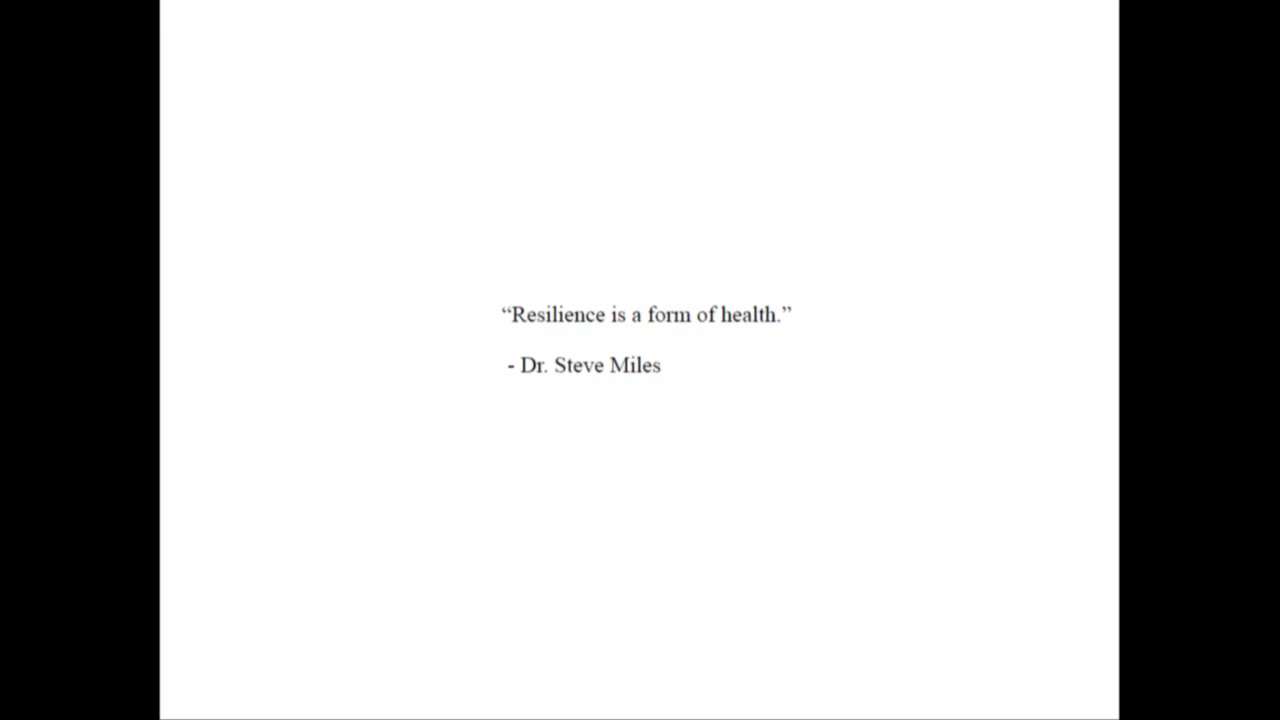 “Resilience is a form of health.”
- Dr. Steve Miles